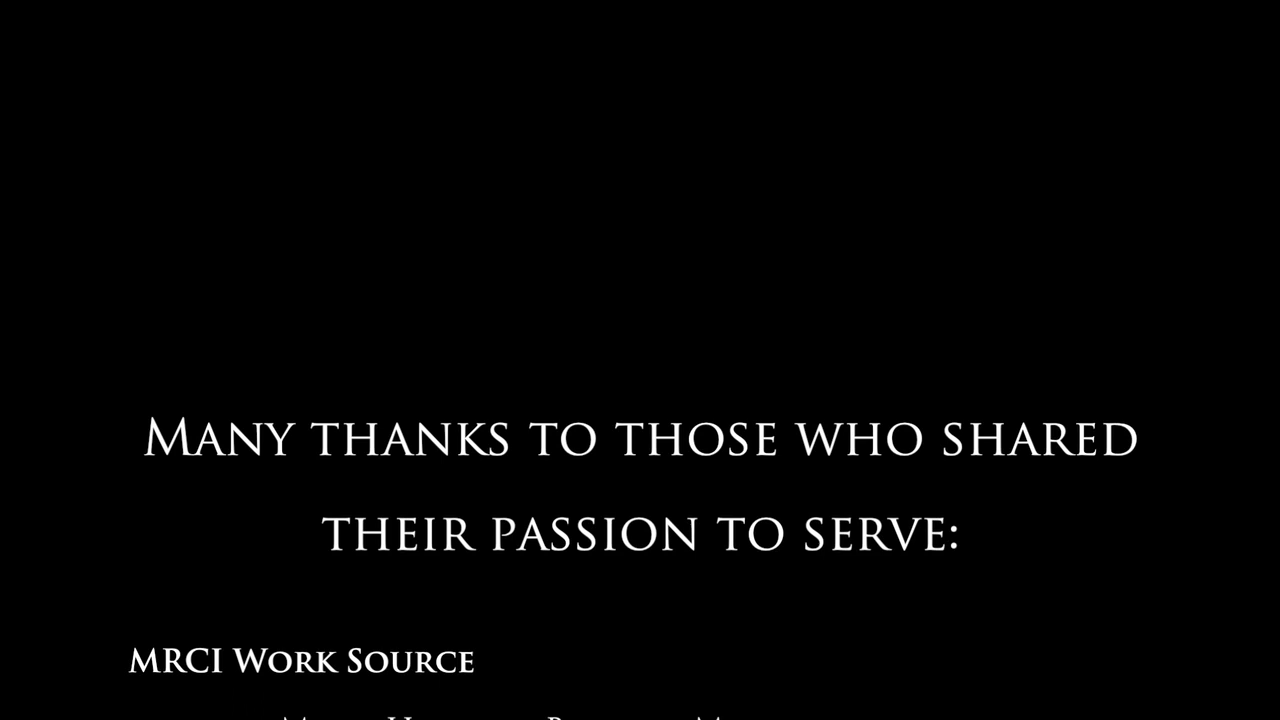 Many thanks to those who shared
their passion to serve:
MRCI Work Source